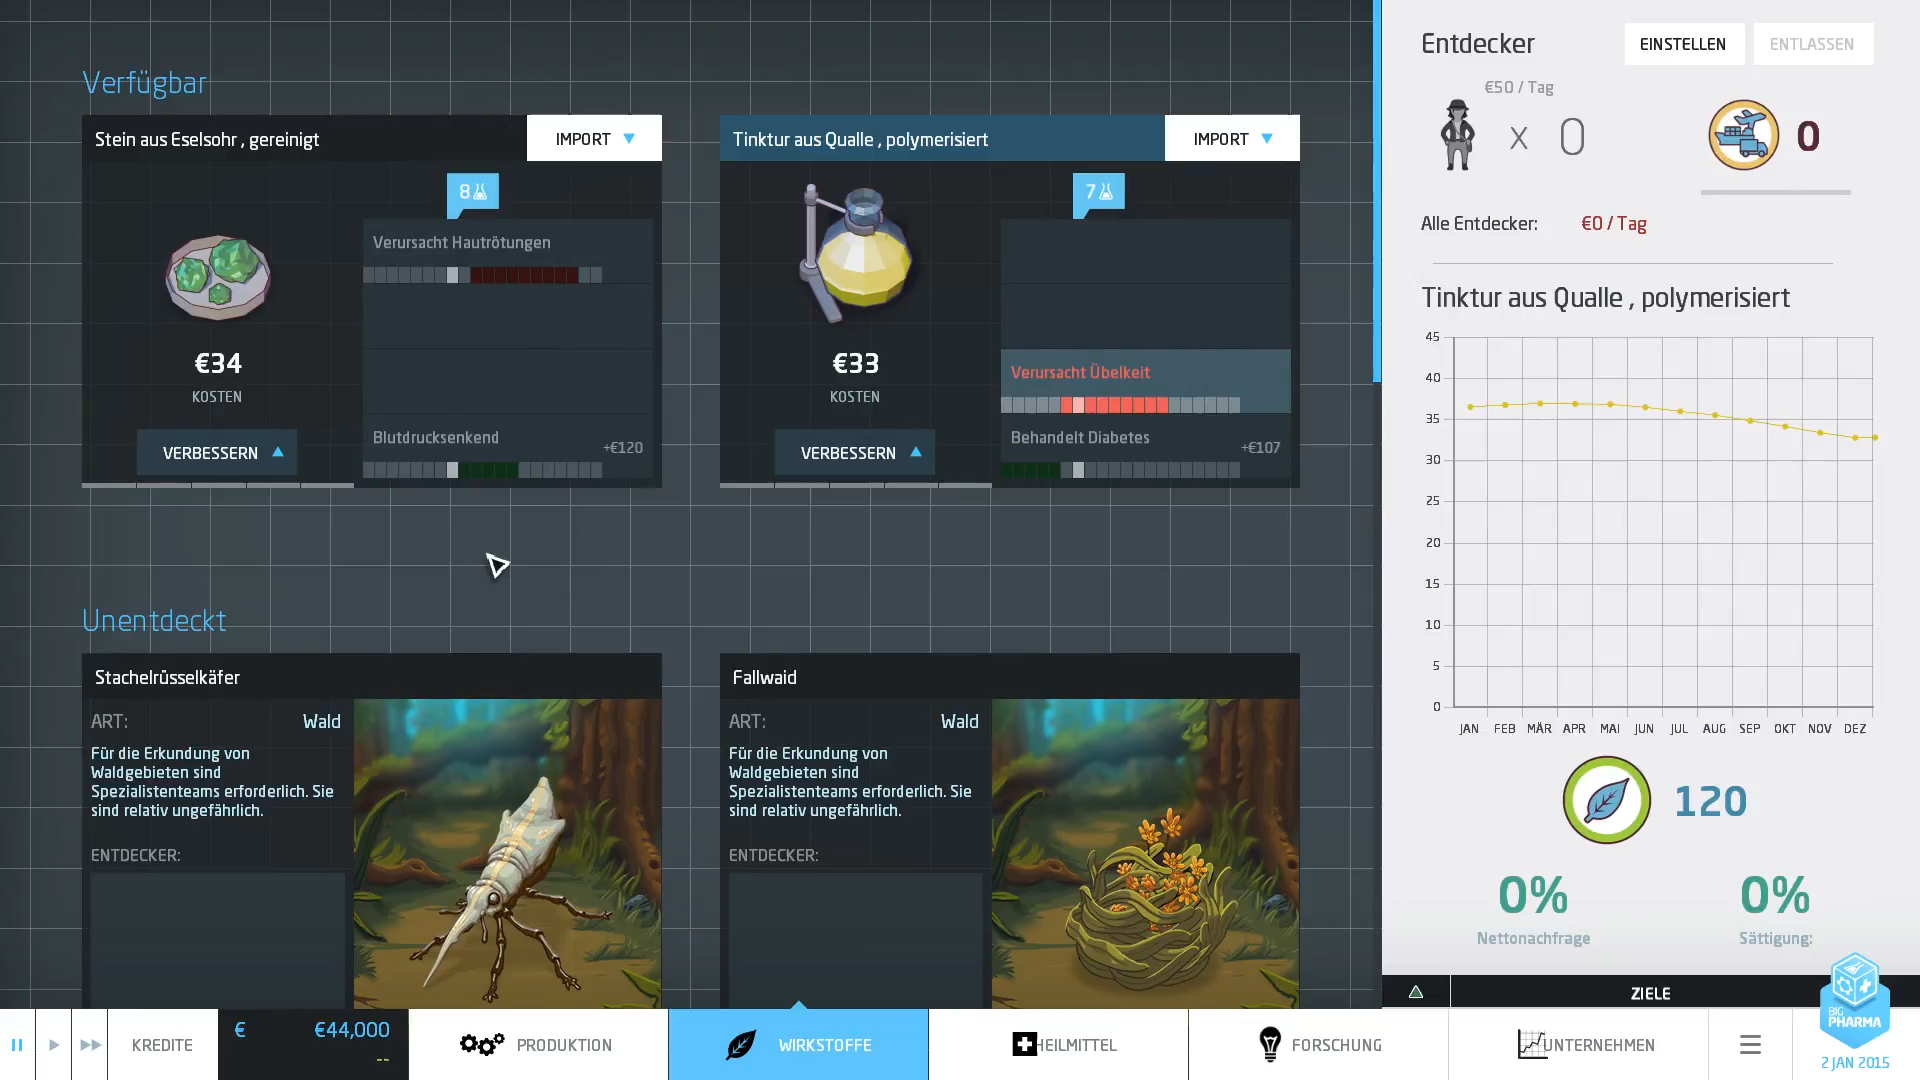 Verfügbar
Stein aus Eselsohr , gereinigt
IMPORT
8
Verursacht Hautrötungen
€34
KOSTEN
VERBESSERN
Blutdrucksenkend
+€120
Tinktur aus Qualle , polymerisiert
IMPORT
7
€33
KOSTEN
VERBESSERN
Verursacht Übelkeit
Behandelt Diabetes
+€107
Unentdeckt
Stachelrüsselkäfer
ART:
Wald
Für die Erkundung von
Waldgebieten sind
Spezialistenteams erforderlich. Sie
sind relativ ungefährlich.
ENTDECKER:
Fallwaid
ART:
Wald
Für die Erkundung von
Waldgebieten sind
Spezialistenteams erforderlich. Sie
sind relativ ungefährlich.
ENTDECKER:
Entdecker
EINSTELLEN
ENTLASSEN
€50 / Tag
x 0
0
Alle Entdecker:
€0 / Tag
Tinktur aus Qualle , polymerisiert
45
40
35
30
25
20
15
10
5
0
JAN FEB MÄR APR MAI JUN JUL AUG SEP OKT NOV DEZ
120
0%
Nettonachfrage
0%
Sättigung:
ZIELE
KREDITE
€ €44,000
--
PRODUKTION
WIRKSTOFFE
HEILMITTEL
FORSCHUNG
UNTERNEHMEN
BIG
PHARMA
2 JAN 2015